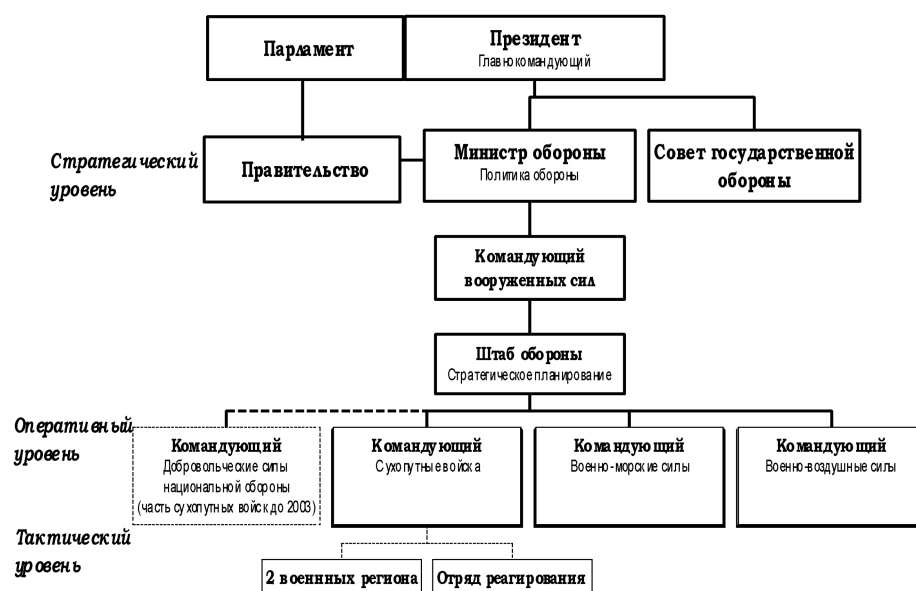 Парламент
Президент
Главнокомандующий
Стратегический
уровень
Правительство
Министр обороны
Политика обороны
Совет государственной
обороны
Командующий
вооруженных сил
Штаб обороны
Стратегическое планирование
Оперативный
уровень
Командующий
Добровольческие силы
национальной обороны
(часть сухопутных войск до 2003)
Командующий
Сухопутные войска
Командующий
Военно-морские силы
Командующий
Военно-воздушные силы
Тактический
уровень
2 военнных региона
Отряд реагирования